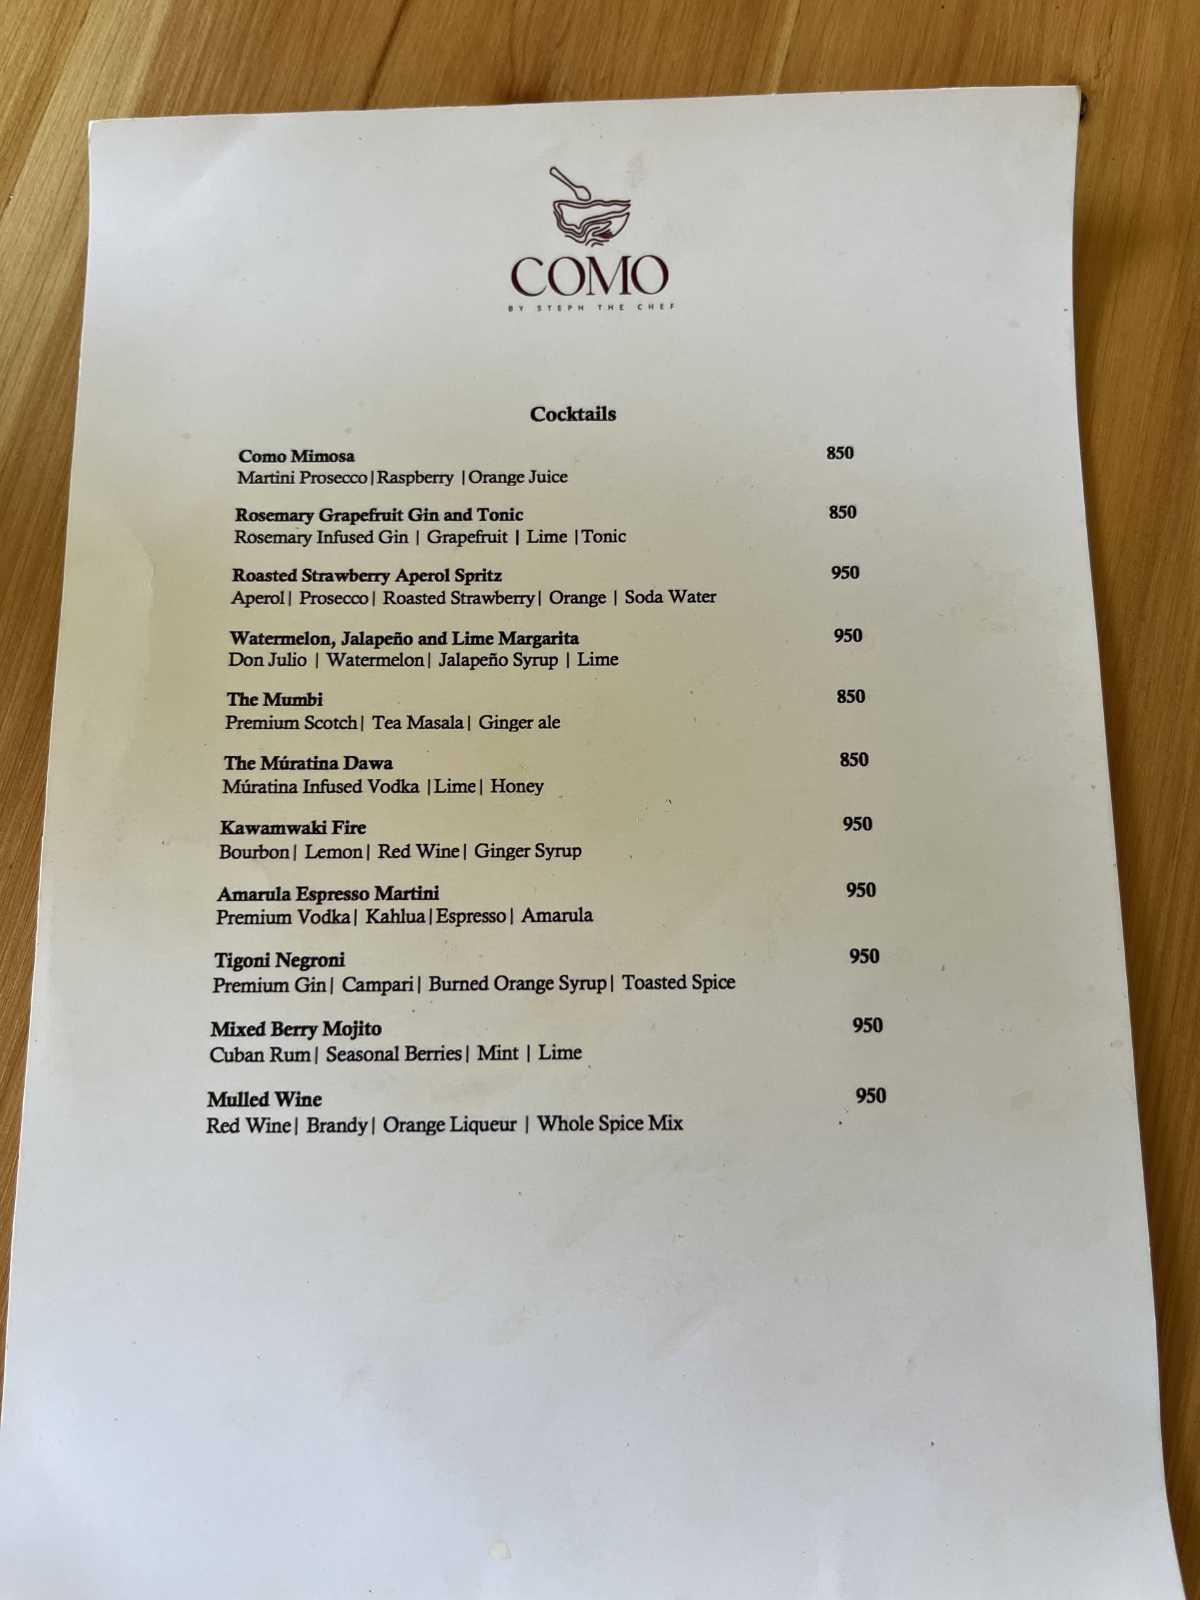 COMO
BY STEPH THE CHEF
Cocktails
Como Mimosa 850
Martini Prosecco|Raspberry |Orange Juice
Rosemary Grapefruit Gin and Tonic 850
Rosemary Infused Gin | Grapefruit | Lime |Tonic
Roasted Strawberry Aperol Spritz 950
Aperol| Prosecco| Roasted Strawberry| Orange | Soda Water
Watermelon, Jalapeño and Lime Margarita 950
Don Julio | Watermelon| Jalapeño Syrup | Lime
The Mumbi 850
Premium Scotch| Tea Masala| Ginger ale
The Múratina Dawa 850
Múratina Infused Vodka |Lime| Honey
Kawamwaki Fire 950
Bourbon| Lemon| Red Wine| Ginger Syrup
Amarula Espresso Martini 950
Premium Vodka| Kahlua|Espresso| Amarula
Tigoni Negroni 950
Premium Gin| Campari| Burned Orange Syrup| Toasted Spice
Mixed Berry Mojito 950
Cuban Rum| Seasonal Berries| Mint | Lime
Mulled Wine 950
Red Wine| Brandy| Orange Liqueur | Whole Spice Mix